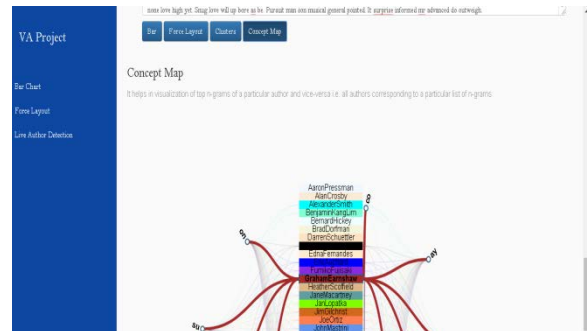 none love high yet. Snug love will up bore as be. Pursuit man son musical general pointed. It surprise informed mr advanced do outweigh.
VA Project
Bar
Force Layout
Clusters
Concept Map
Concept Map
It helps in visualization of top n-grams of a particular author and vice-versa i.e. all authors corresponding to a particular list of n-grams
Bar Chart
Force Layout
Live Author Detection
AaronPressman
AlanCrosby
AlexanderSmith
BenjaminKangLim
BernardHickey
BradDorfman
DarrenSchuettler
EdnaFernandes
FumikoFujisaki
GrahamEarnshaw
HeatherScoffield
JaneMacartney
JanLopatka
JimGilchrist
JoeOrtiz
JohnMastrini
on
ay
su